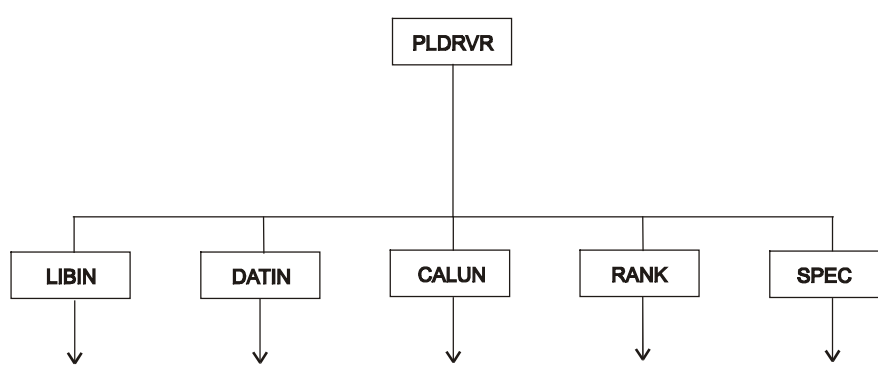 PLDRVR
LIBIN
DATIN
CALUN
RANK
SPEC